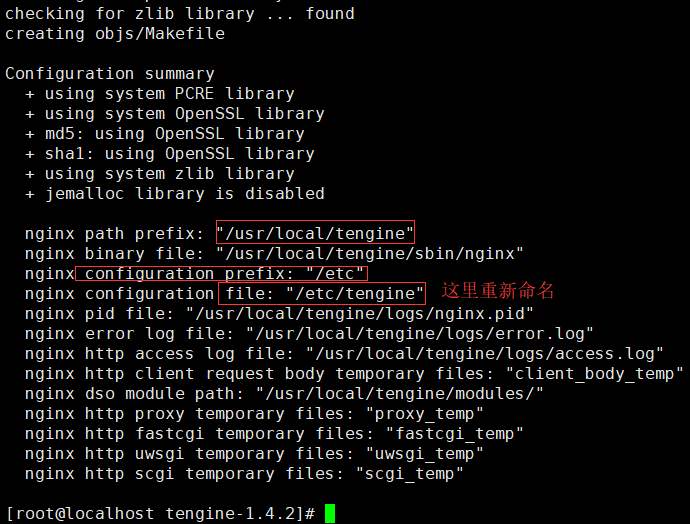 checking for zlib library ... found
creating objs/Makefile
Configuration summary
+ using system PCRE library
+ using system OpenSSL library
+ md5: using OpenSSL library
+ sha1: using OpenSSL library
+ using system zlib library
+ jemalloc library is disabled
nginx path prefix: "/usr/local/tengine"
nginx binary file: "/usr/local/tengine/sbin/nginx"
nginx configuration prefix: "/etc"
nginx configuration file: "/etc/tengine" 这里重新命名
nginx pid file: "/usr/local/tengine/logs/nginx.pid"
nginx error log file: "/usr/local/tengine/logs/error.log"
nginx http access log file: "/usr/local/tengine/logs/access.log"
nginx http client request body temporary files: "client_body_temp"
nginx dso module path: "/usr/local/tengine/modules/"
nginx http proxy temporary files: "proxy_temp"
nginx http fastcgi temporary files: "fastcgi_temp"
nginx http uwsgi temporary files: "uwsgi_temp"
nginx http scgi temporary files: "scgi_temp"
[root@localhost tengine-1.4.2]#